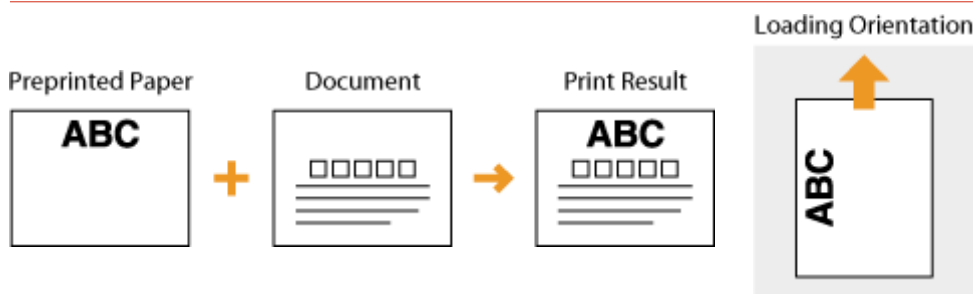 Loading Orientation
Preprinted Paper
Document
Print Result
ABC
ABC
ABC